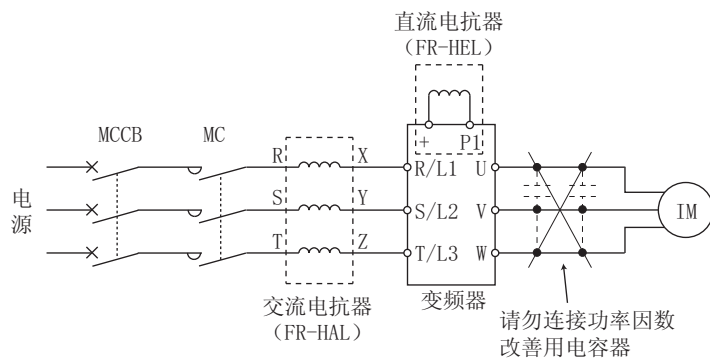 直流电抗器
（FR-HEL）
MCCB
MC
+ P1
R X R/L1 U
电源
S Y S/L2 V IM
T Z T/L3 W
交流电抗器
（FR-HAL）
变频器
请勿连接功率因数
改善用电容器